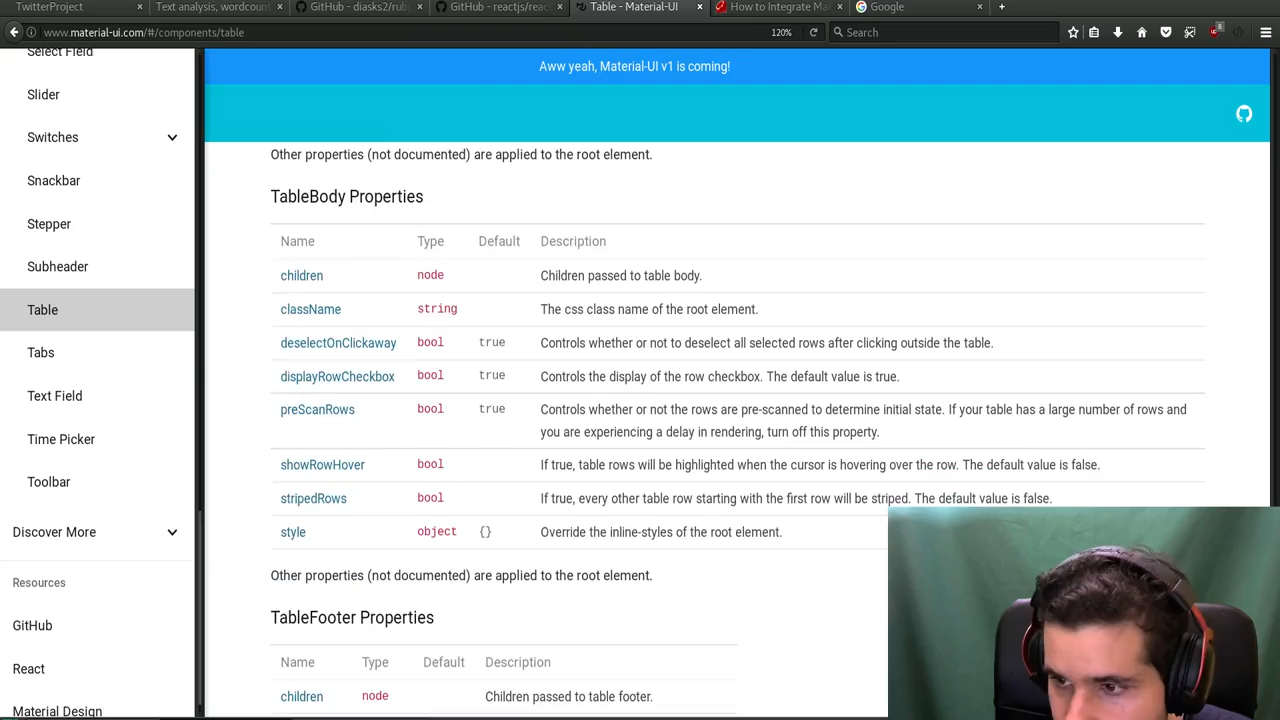 TwitterProject
Text analysis, wordcount
GitHub - diasks2/ruby
GitHub - reactjs/reac
Table - Material-UI
How to Integrate Ma
Google
www.material-ui.com/#/components/table
120%
Search
8
Select Field
Slider
Switches
Snackbar
Stepper
Subheader
Table
Tabs
Text Field
Time Picker
Toolbar
Discover More
Resources
GitHub
React
Material Design
Aww yeah, Material-UI v1 is coming!
Other properties (not documented) are applied to the root element.
TableBody Properties
Name Type Default Description
children node Children passed to table body.
className string The css class name of the root element.
deselectOnClickaway bool true Controls whether or not to deselect all selected rows after clicking outside the table.
displayRowCheckbox bool true Controls the display of the row checkbox. The default value is true.
preScanRows bool true Controls whether or not the rows are pre-scanned to determine initial state. If your table has a large number of rows and
you are experiencing a delay in rendering, turn off this property.
showRowHover bool If true, table rows will be highlighted when the cursor is hovering over the row. The default value is false.
stripedRows bool If true, every other table row starting with the first row will be striped. The default value is false.
style object {} Override the inline-styles of the root element.
Other properties (not documented) are applied to the root element.
TableFooter Properties
Name Type Default Description
children node Children passed to table footer.